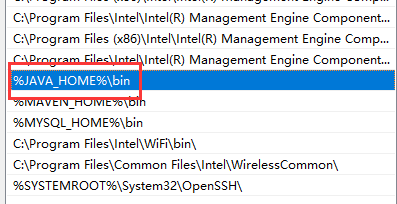 C:\Program Files\Intel\Intel(R) Management Engine Component...
C:\Program Files (x86)\Intel\Intel(R) Management Engine Comp...
C:\Program Files\Intel\Intel(R) Management Engine Component...
%JAVA_HOME%\bin
%MAVEN_HOME%\bin
%MYSQL_HOME%\bin
C:\Program Files\Intel\WiFi\bin\
C:\Program Files\Common Files\Intel\WirelessCommon\
%SYSTEMROOT%\System32\OpenSSH\